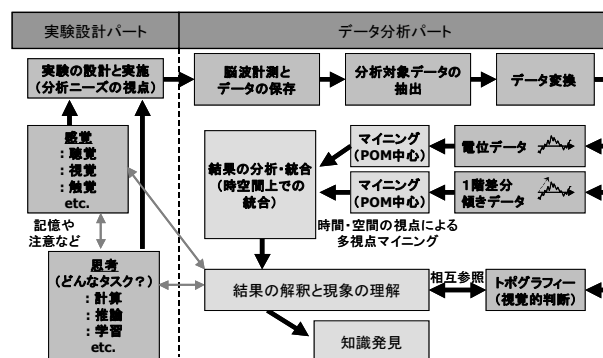 実験設計パート
データ分析パート
実験の設計と実施
(分析ニーズの視点)
脳波計測と
データの保存
分析対象データの
抽出
データ変換
感覚
:聴覚
:視覚
:触覚
etc.
結果の分析・統合
(時空間上での
統合)
マイニング
(POM中心)
電位データ
マイニング
(POM中心)
1階差分
傾きデータ
記憶や
注意など
時間・空間の視点による
多視点マイニング
思考
(どんなタスク?)
:計算
:推論
:学習
etc.
結果の解釈と現象の理解
相互参照
トポグラフィー
(視覚的判断)
知識発見